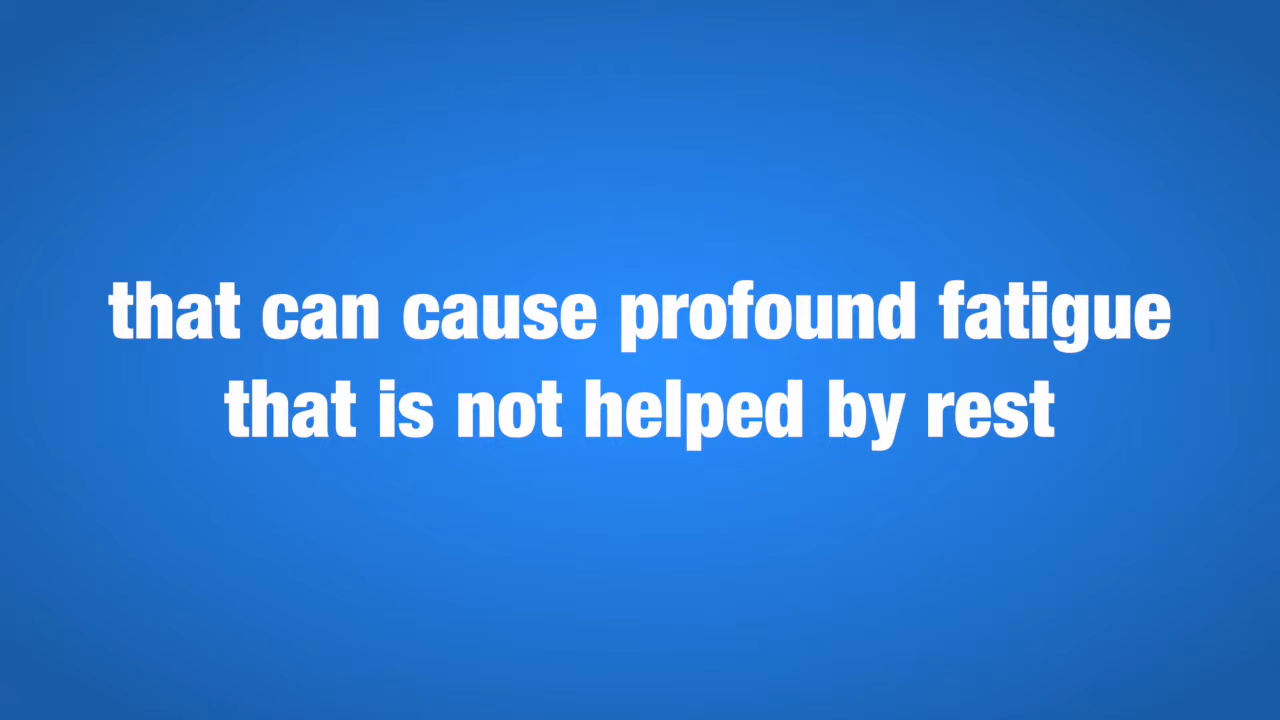 that can cause profound fatigue
that is not helped by rest